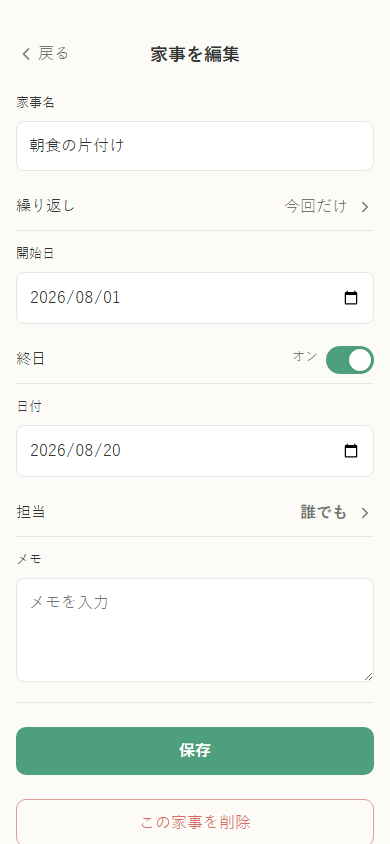 戻る 家事を編集
家事名
朝食の片付け
繰り返し 今回だけ
開始日
2026/08/01
終日 オン
日付
2026/08/20
担当 誰でも
メモ
メモを入力
保存
この家事を削除